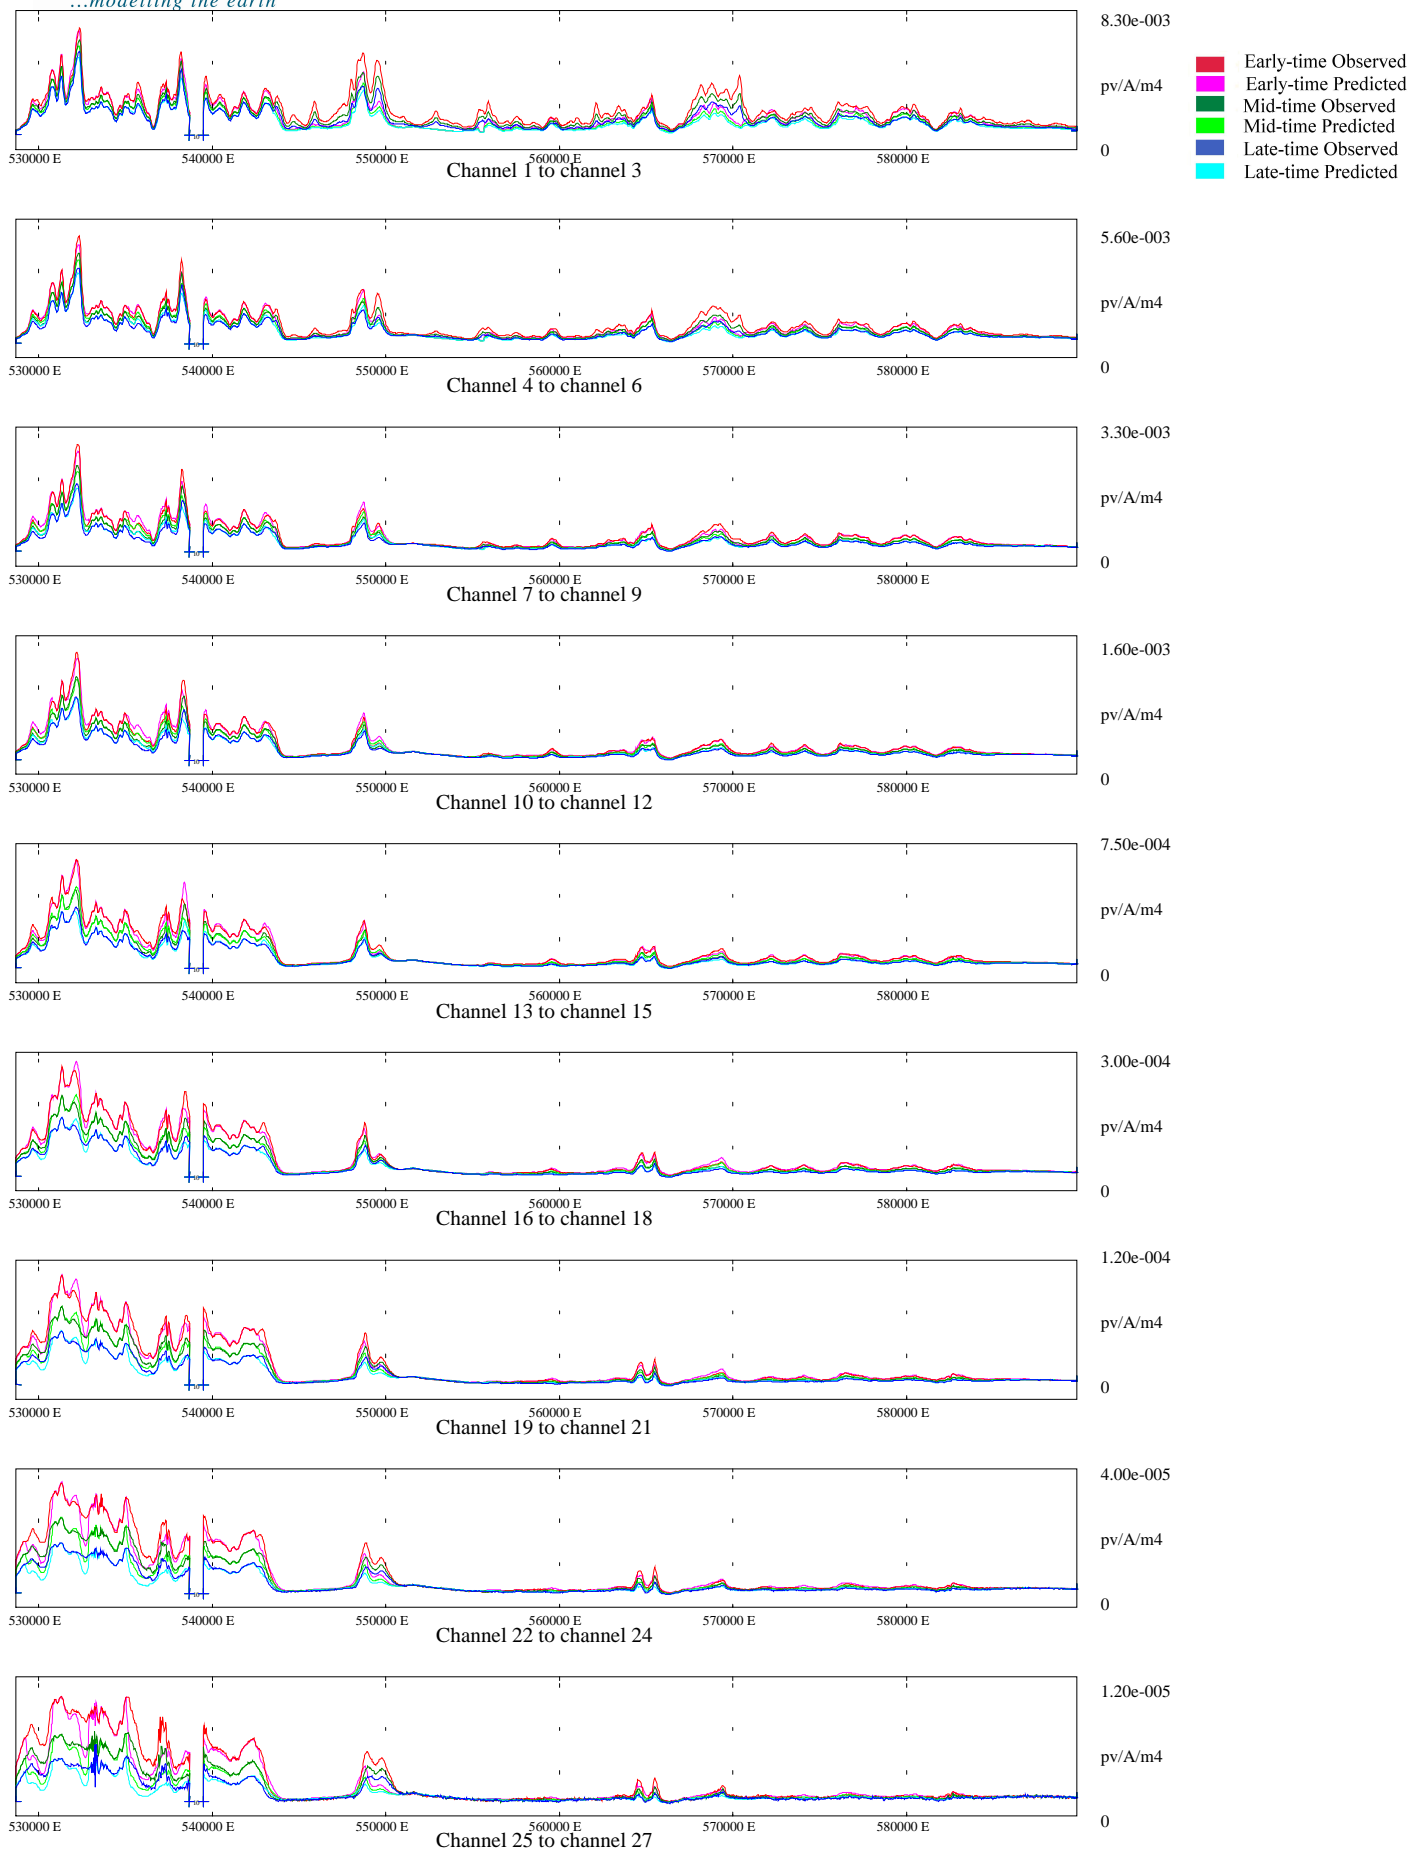 ...modelling the earth
8.30e-003
pv/A/m4
0
Early-time Observed
Early-time Predicted
Mid-time Observed
Mid-time Predicted
Late-time Observed
Late-time Predicted
530000 E 540000 E 550000 E 560000 E 570000 E 580000 E
Channel 1 to channel 3
5.60e-003
pv/A/m4
0
530000 E 540000 E 550000 E 560000 E 570000 E 580000 E
Channel 4 to channel 6
3.30e-003
pv/A/m4
0
530000 E 540000 E 550000 E 560000 E 570000 E 580000 E
Channel 7 to channel 9
1.60e-003
pv/A/m4
0
530000 E 540000 E 550000 E 560000 E 570000 E 580000 E
Channel 10 to channel 12
7.50e-004
pv/A/m4
0
530000 E 540000 E 550000 E 560000 E 570000 E 580000 E
Channel 13 to channel 15
3.00e-004
pv/A/m4
0
530000 E 540000 E 550000 E 560000 E 570000 E 580000 E
Channel 16 to channel 18
1.20e-004
pv/A/m4
0
530000 E 540000 E 550000 E 560000 E 570000 E 580000 E
Channel 19 to channel 21
4.00e-005
pv/A/m4
0
530000 E 540000 E 550000 E 560000 E 570000 E 580000 E
Channel 22 to channel 24
1.20e-005
pv/A/m4
0
530000 E 540000 E 550000 E 560000 E 570000 E 580000 E
Channel 25 to channel 27